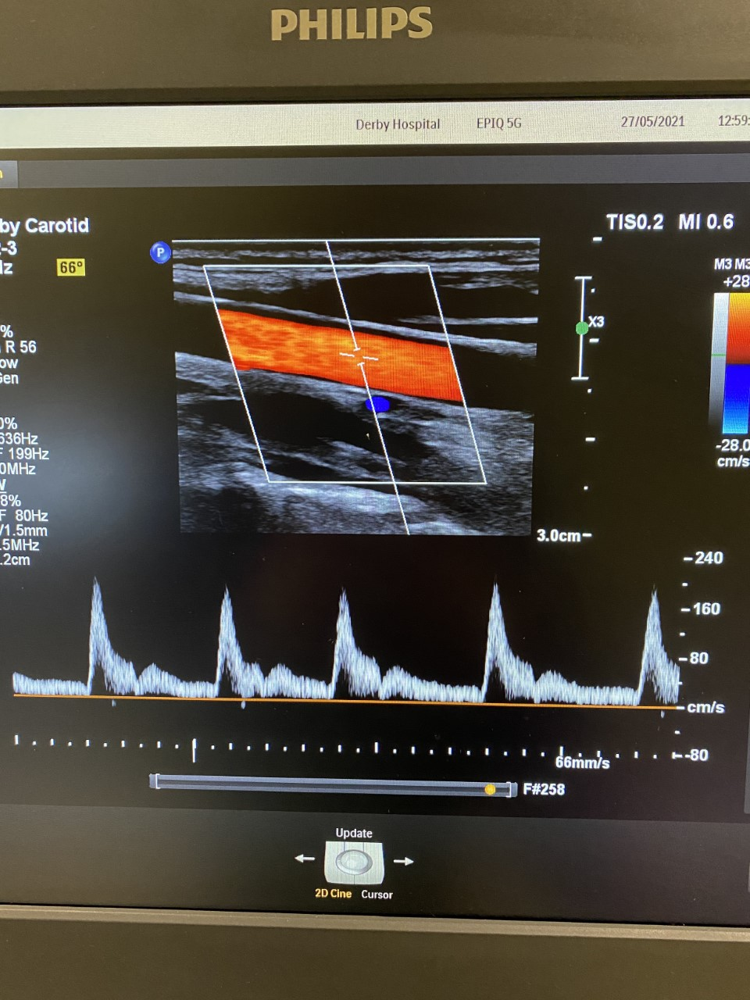 PHILIPS
Derby Hospital EPIQ 5G 27/05/2021 12:59:
by Carotid
TIS0.2 MI 0.6
-3
P
Hz
66°
M3 M3
+28
%
X3
R 56
ow
Gen
0%
636Hz
F 199Hz
0MHz
-28.0
cm/s
8%
F 80Hz
/1.5mm
.5MHz
3.0cm
.2cm
240
160
80
cm/s
-80
66mm/s
F#258
Update
2D Cine Cursor